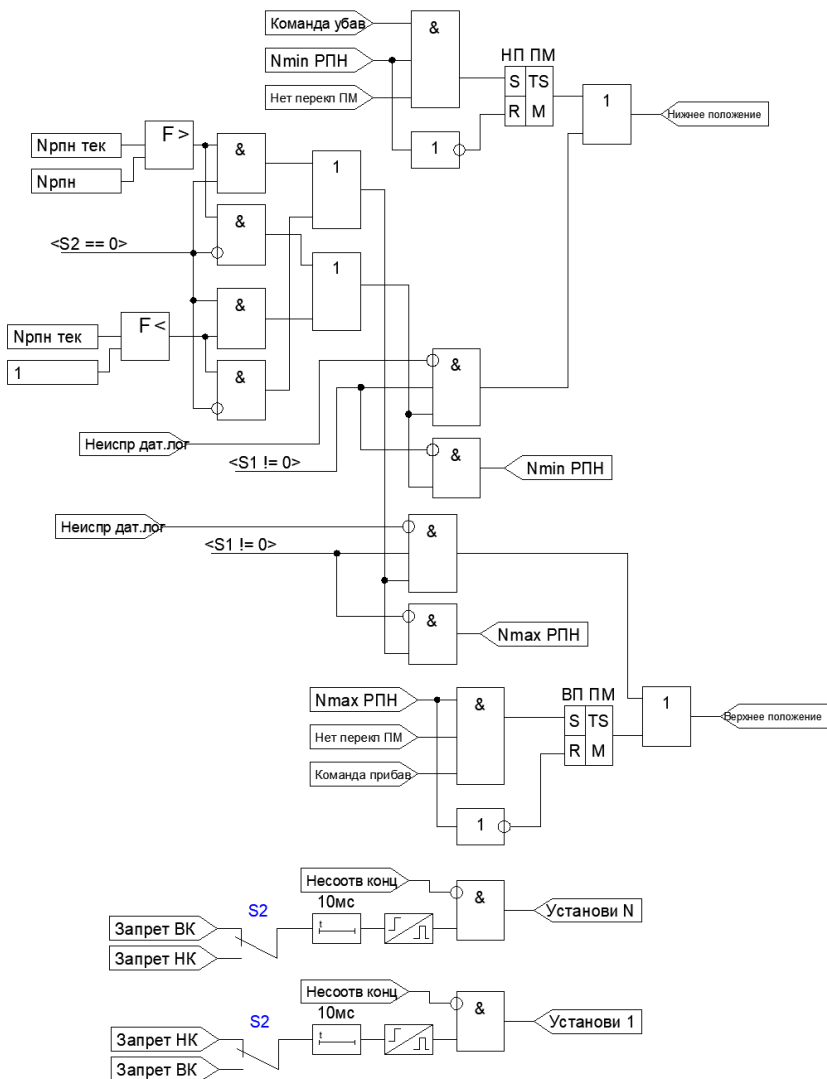 Команда убав
&
Nmin РПН
НП ПМ
S TS
Нет перекл ПМ
R M
1
Нижнее положение
1
F >
Nрпн тек
&
1
Nрпн
&
<S2 == 0>
1
&
F <
Nрпн тек
1
&
&
Неиспр дат.лог
<S1 != 0>
&
Nmin РПН
Неиспр дат.лог
&
<S1 != 0>
&
Nmax РПН
ВП ПМ
Nmax РПН
&
S TS
1
Верхнее положение
Нет перекл ПМ
R M
Команда прибав
1
Несоотв конц
&
S2
10мс
Установи N
Запрет ВК
t
Запрет НК
Несоотв конц
&
S2
10мс
Установи 1
Запрет НК
t
Запрет ВК